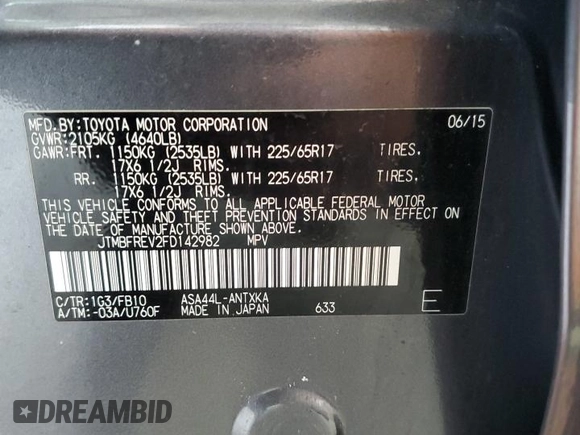 MFD.BY:TOYOTA MOTOR CORPORATION 06/15
GVWR:2105KG (4640LB)
GAWR:FRT. 1150KG (2535LB) WITH 225/65R17 TIRES.
17X6 1/2J RIMS.
RR. 1150KG (2535LB) WITH 225/65R17 TIRES.
17X6 1/2J RIMS.
THIS VEHICLE CONFORMS TO ALL APPLICABLE FEDERAL MOTOR
VEHICLE SAFETY AND THEFT PREVENTION STANDARDS IN EFFECT ON
THE DATE OF MANUFACTURE SHOWN ABOVE.
JTMBFREV2FD142982 MPV
C/TR:1G3/FB10 ASA44L-ANTXKA
A/TM:-03A/U760F MADE IN JAPAN 633 E
DREAMBID